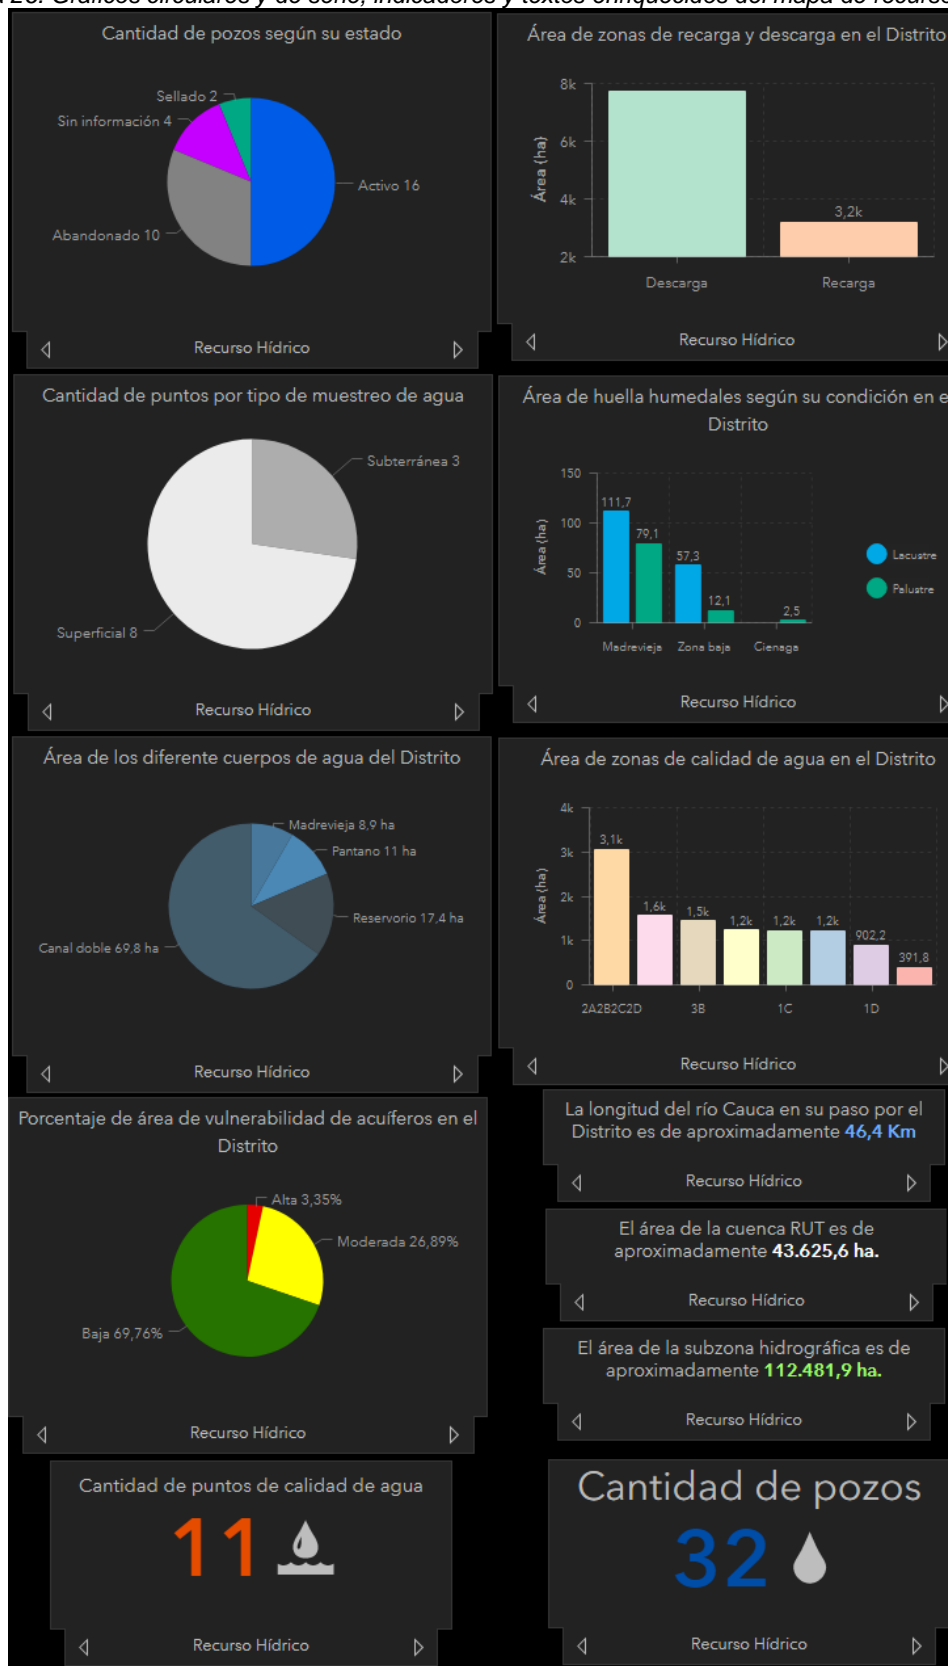 Gráficos circulares y de serie, indicadores y textos enriquecidos del mapa de recurso
Cantidad de pozos según su estado
Sellado 2
Sin información 4
Activo 16
Abandonado 10
Recurso Hídrico
Área de zonas de recarga y descarga en el Distrito
8k
6k
4k
2k
Área (ha)
3,2k
Descarga
Recarga
Recurso Hídrico
Cantidad de puntos por tipo de muestreo de agua
Subterránea 3
Superficial 8
Recurso Hídrico
Área de huella humedales según su condición en e
Distrito
150
100
50
0
Área (ha)
111,7
79,1
57,3
12,1
2,5
Madrevieja
Zona baja
Cienaga
Lacustre
Palustre
Recurso Hídrico
Área de los diferente cuerpos de agua del Distrito
Madrevieja 8,9 ha
Pantano 11 ha
Reservorio 17,4 ha
Canal doble 69,8 ha
Recurso Hídrico
Área de zonas de calidad de agua en el Distrito
4k
3k
2k
1k
0
Área (ha)
3,1k
1,6k
1,5k
1,2k
1,2k
1,2k
902,2
391,8
2A2B2C2D
3B
1C
1D
Recurso Hídrico
Porcentaje de área de vulnerabilidad de acuíferos en el
Distrito
Alta 3,35%
Moderada 26,89%
Baja 69,76%
Recurso Hídrico
La longitud del río Cauca en su paso por el
Distrito es de aproximadamente 46,4 Km
Recurso Hídrico
El área de la cuenca RUT es de
aproximadamente 43.625,6 ha.
Recurso Hídrico
El área de la subzona hidrográfica es de
aproximadamente 112.481,9 ha.
Recurso Hídrico
Cantidad de puntos de calidad de agua
11
Recurso Hídrico
Cantidad de pozos
32
Recurso Hídrico